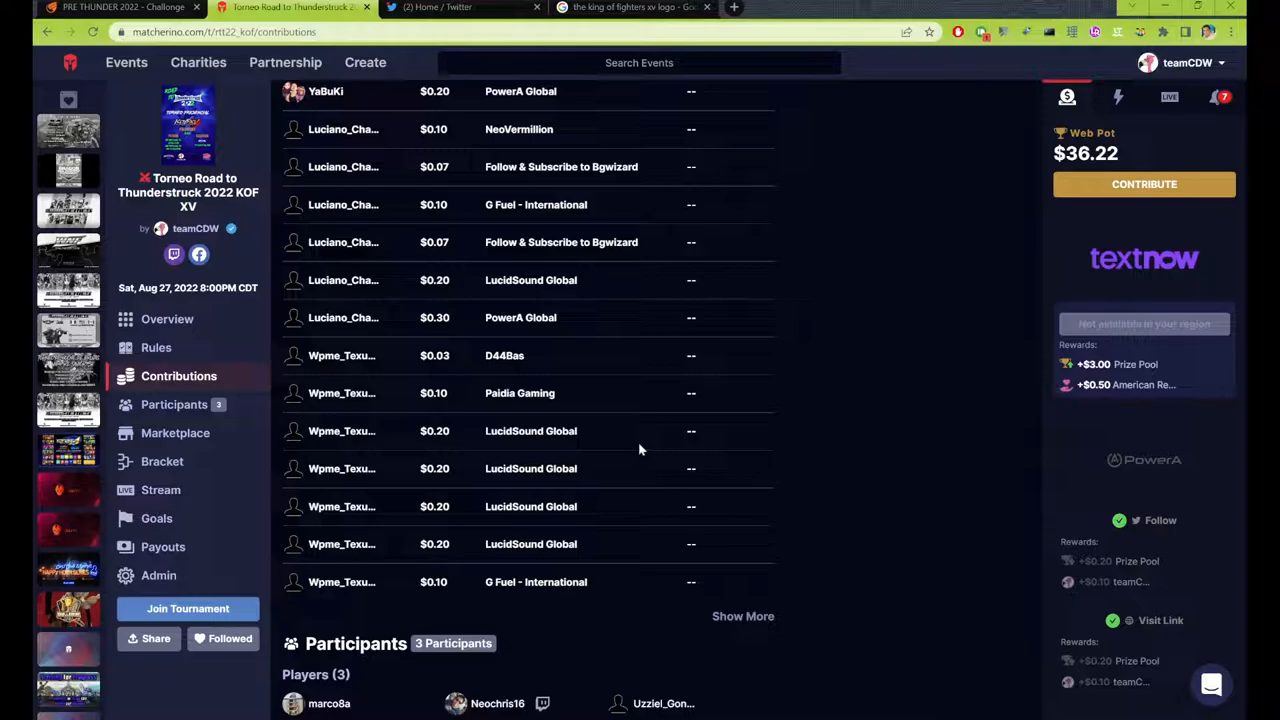 PRE THUNDER 2022 - Challonge
Torneo Road to Thunderstruck 2
(2) Home / Twitter
the king of fighters xv logo - Go
matcherino.com/t/rtt22_kof/contributions
Events
Charities
Partnership
Create
Search Events
teamCDW
Torneo Road to
Thunderstruck 2022 KOF
XV
by teamCDW
Sat, Aug 27, 2022 8:00PM CDT
Overview
Rules
Contributions
Participants 3
Marketplace
Bracket
LIVE Stream
Goals
Payouts
Admin
Join Tournament
Share
Followed
YaBuKi $0.20 PowerA Global --
Luciano_Cha... $0.10 NeoVermillion --
Luciano_Cha... $0.07 Follow & Subscribe to Bgwizard --
Luciano_Cha... $0.10 G Fuel - International --
Luciano_Cha... $0.07 Follow & Subscribe to Bgwizard --
Luciano_Cha... $0.20 LucidSound Global --
Luciano_Cha... $0.30 PowerA Global --
Wpme_Texu... $0.03 --
Wpme_Texu... $0.10 Paidia Gaming --
Wpme_Texu... $0.20 LucidSound Global --
Wpme_Texu... $0.20 LucidSound Global --
Wpme_Texu... $0.20 LucidSound Global --
Wpme_Texu... $0.20 LucidSound Global --
Wpme_Texu... $0.10 G Fuel - International --
Show More
Participants 3 Participants
Players (3)
Neochris16
Uzziel_Gon...
LIVE
7
Web Pot
$36.22
CONTRIBUTE
textnow
Not available in your region
Rewards:
+$3.00 Prize Pool
+$0.50 American Re...
PowerA
Follow
Rewards:
+$0.20 Prize Pool
+$0.10 teamC...
Visit Link
Rewards:
+$0.20 Prize Pool
+$0.10 teamC...